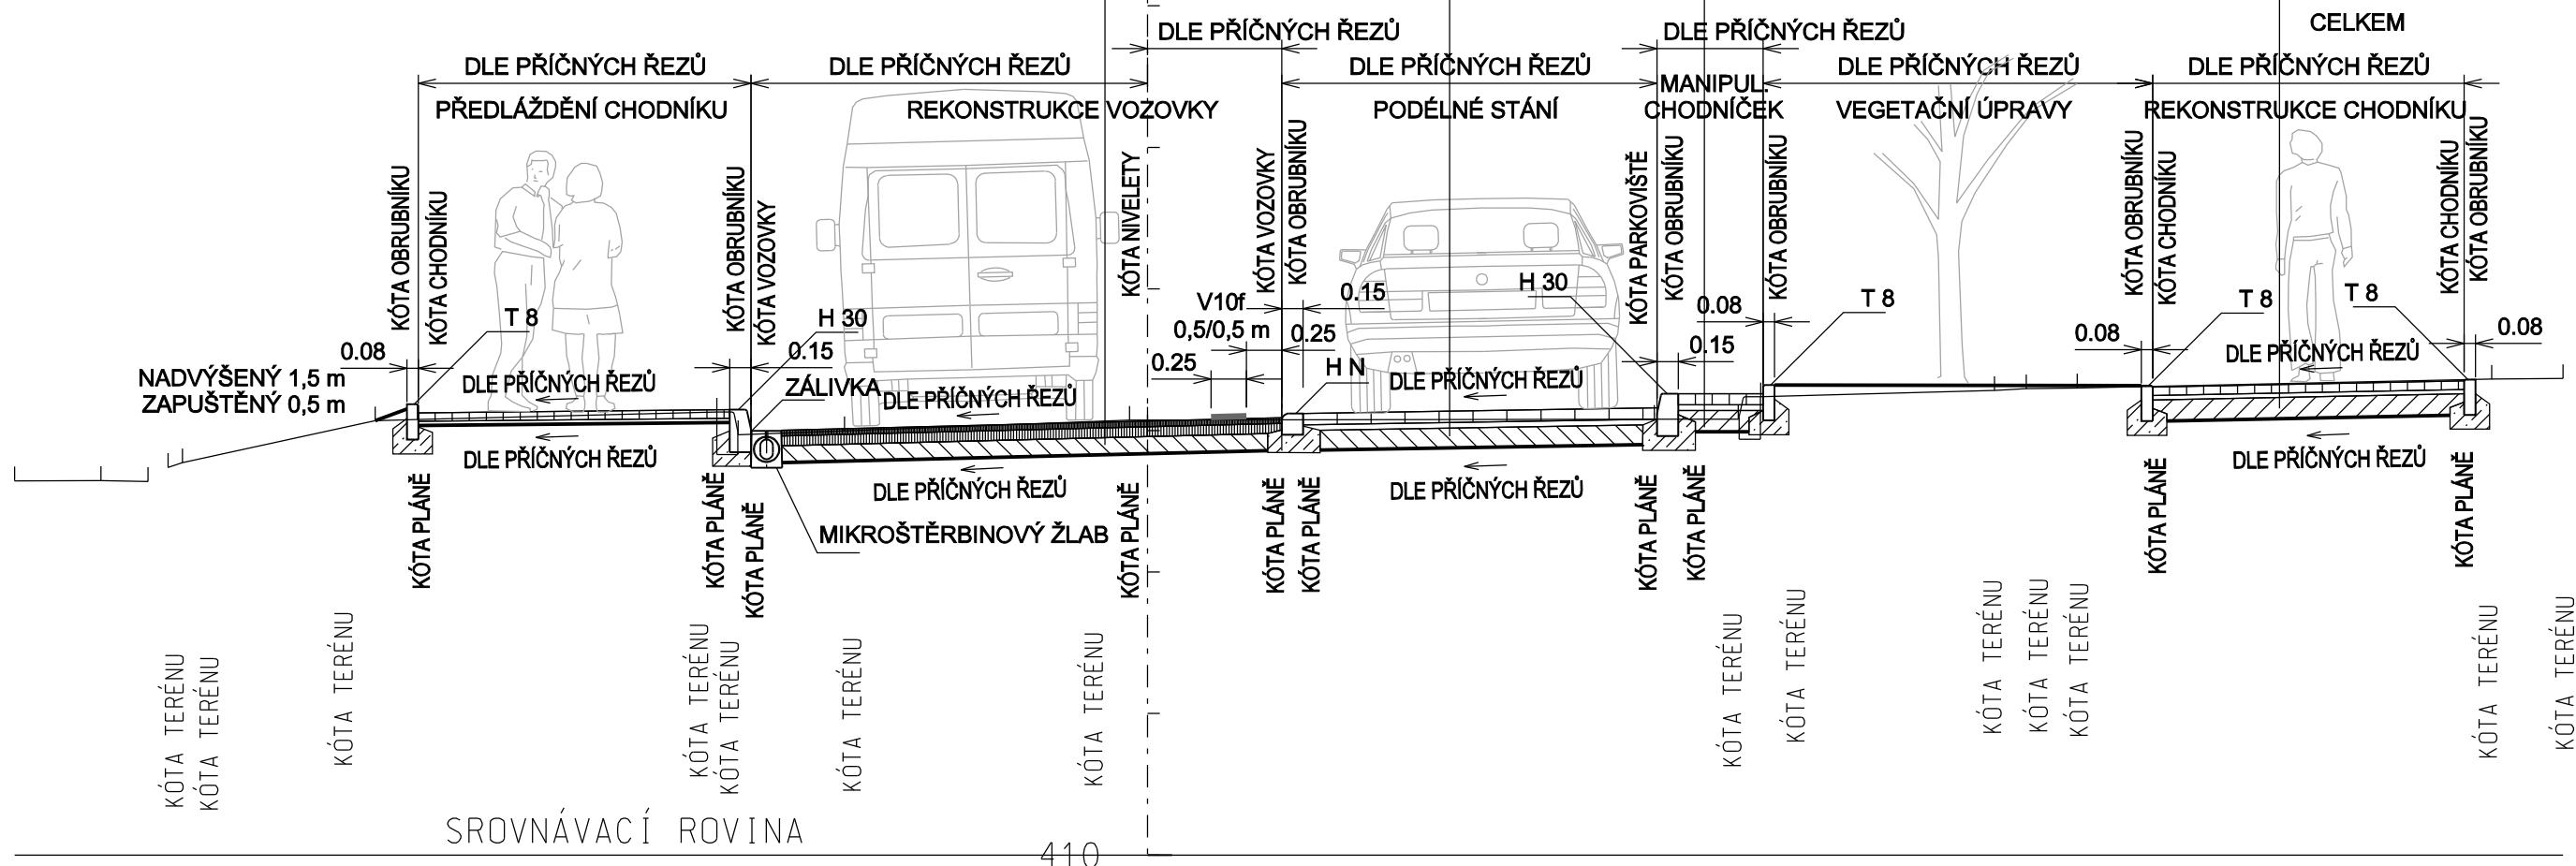 CELKEM
DLE PŘÍČNÝCH ŘEZŮ
DLE PŘÍČNÝCH ŘEZŮ
DLE PŘÍČNÝCH ŘEZŮ
DLE PŘÍČNÝCH ŘEZŮ
DLE PŘÍČNÝCH ŘEZŮ
DLE PŘÍČNÝCH ŘEZŮ
DLE PŘÍČNÝCH ŘEZŮ
PŘEDLÁŽDĚNÍ CHODNÍKU
REKONSTRUKCE VOZOVKY
PODÉLNÉ STÁNÍ
MANIPUL.
CHODNÍČEK
VEGETAČNÍ ÚPRAVY
REKONSTRUKCE CHODNÍKU
KÓTA OBRUBNÍKU
KÓTA CHODNÍKU
KÓTA OBRUBNÍKU
KÓTA VOZOVKY
KÓTA NIVELETY
KÓTA VOZOVKY
KÓTA OBRUBNÍKU
KÓTA PARKOVIŠTĚ
KÓTA OBRUBNÍKU
KÓTA OBRUBNÍKU
KÓTA OBRUBNÍKU
KÓTA CHODNÍKU
KÓTA CHODNÍKU
KÓTA OBRUBNÍKU
T 8
H 30
V10f
0,5/0,5 m
0.15
H 30
0.08
T 8
T 8
T 8
0.08
0.08
0.15
0.25
0.25
H N
0.15
0.08
NADVÝŠENÝ 1,5 m
ZAPUŠTĚNÝ 0,5 m
DLE PŘÍČNÝCH ŘEZŮ
ZÁLIVKA
DLE PŘÍČNÝCH ŘEZŮ
DLE PŘÍČNÝCH ŘEZŮ
DLE PŘÍČNÝCH ŘEZŮ
DLE PŘÍČNÝCH ŘEZŮ
DLE PŘÍČNÝCH ŘEZŮ
DLE PŘÍČNÝCH ŘEZŮ
DLE PŘÍČNÝCH ŘEZŮ
MIKROŠTĚRBINOVÝ ŽLAB
KÓTA PLÁNĚ
KÓTA PLÁNĚ
KÓTA PLÁNĚ
KÓTA PLÁNĚ
KÓTA PLÁNĚ
KÓTA PLÁNĚ
KÓTA PLÁNĚ
KÓTA PLÁNĚ
KÓTA PLÁNĚ
KÓTA PLÁNĚ
KÓTA TERÉNU
KÓTA TERÉNU
KÓTA TERÉNU
KÓTA TERÉNU
KÓTA TERÉNU
KÓTA TERÉNU
KÓTA TERÉNU
KÓTA TERÉNU
KÓTA TERÉNU
KÓTA TERÉNU
KÓTA TERÉNU
KÓTA TERÉNU
KÓTA TERÉNU
KÓTA TERÉNU
SROVNÁVACÍ ROVINA
410